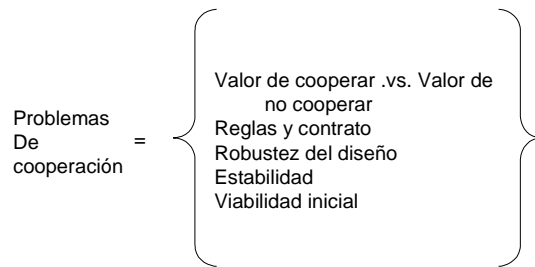 Problemas
De
cooperación
=
Valor de cooperar .vs. Valor de
no cooperar
Reglas y contrato
Robustez del diseño
Estabilidad
Viabilidad inicial